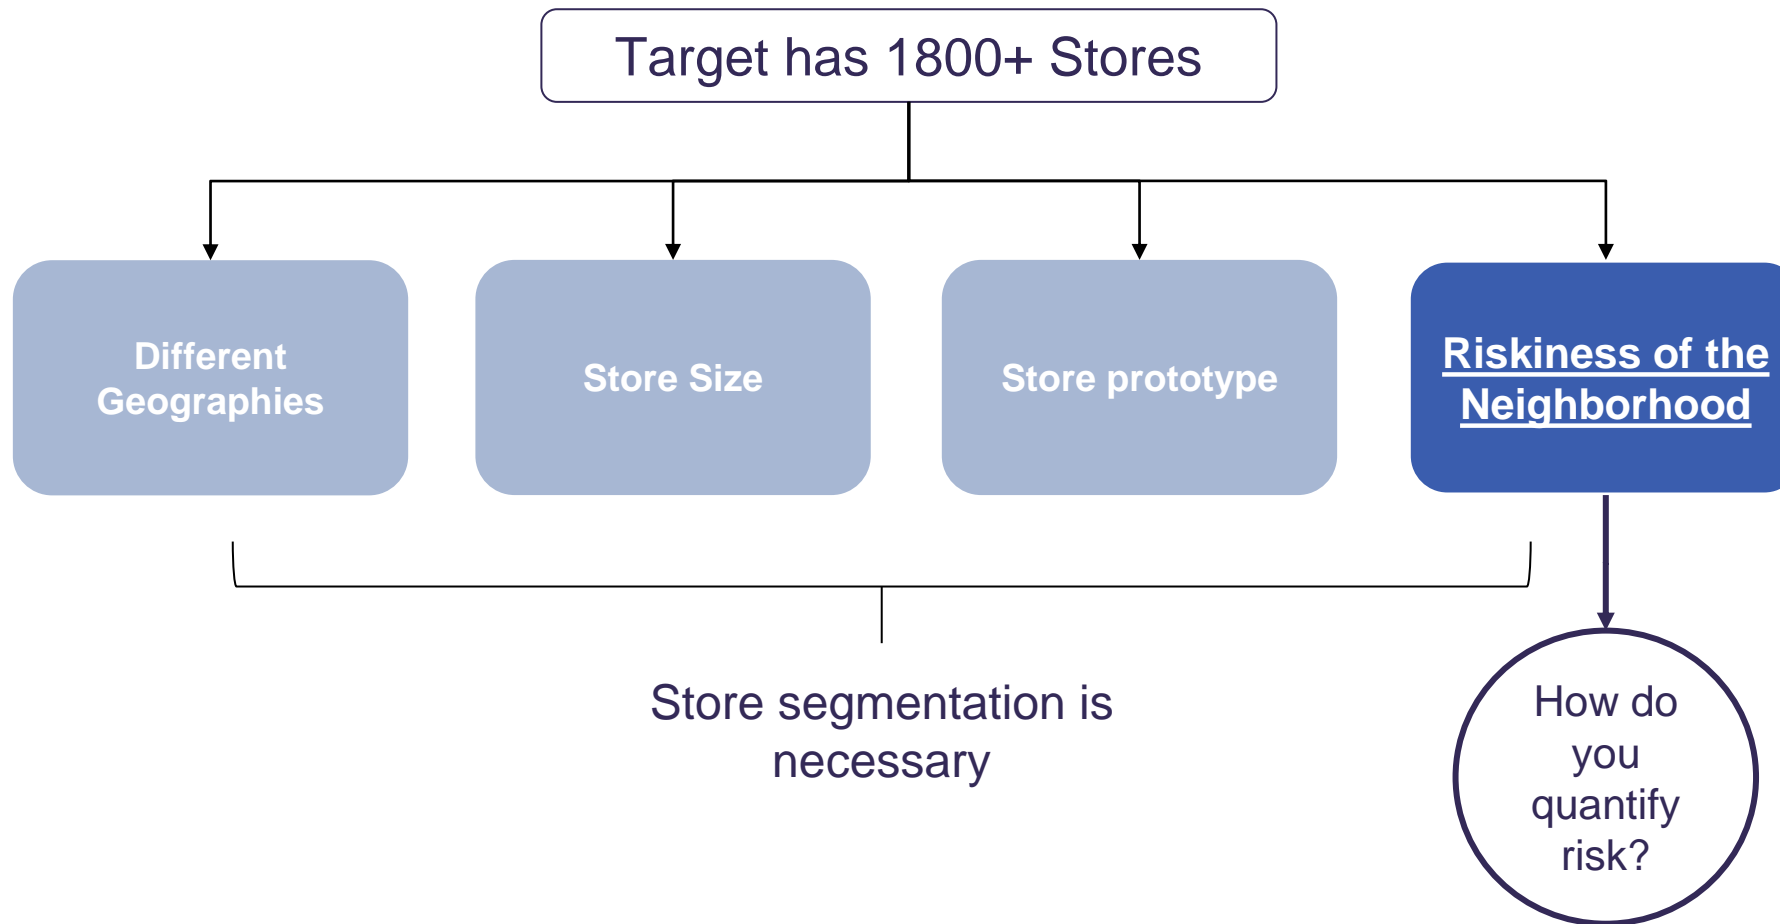 Target has 1800+ Stores
Different
Geographies
Store Size
Store prototype
Riskiness of the
Neighborhood
Store segmentation is
necessary
How do
you
quantify
risk?